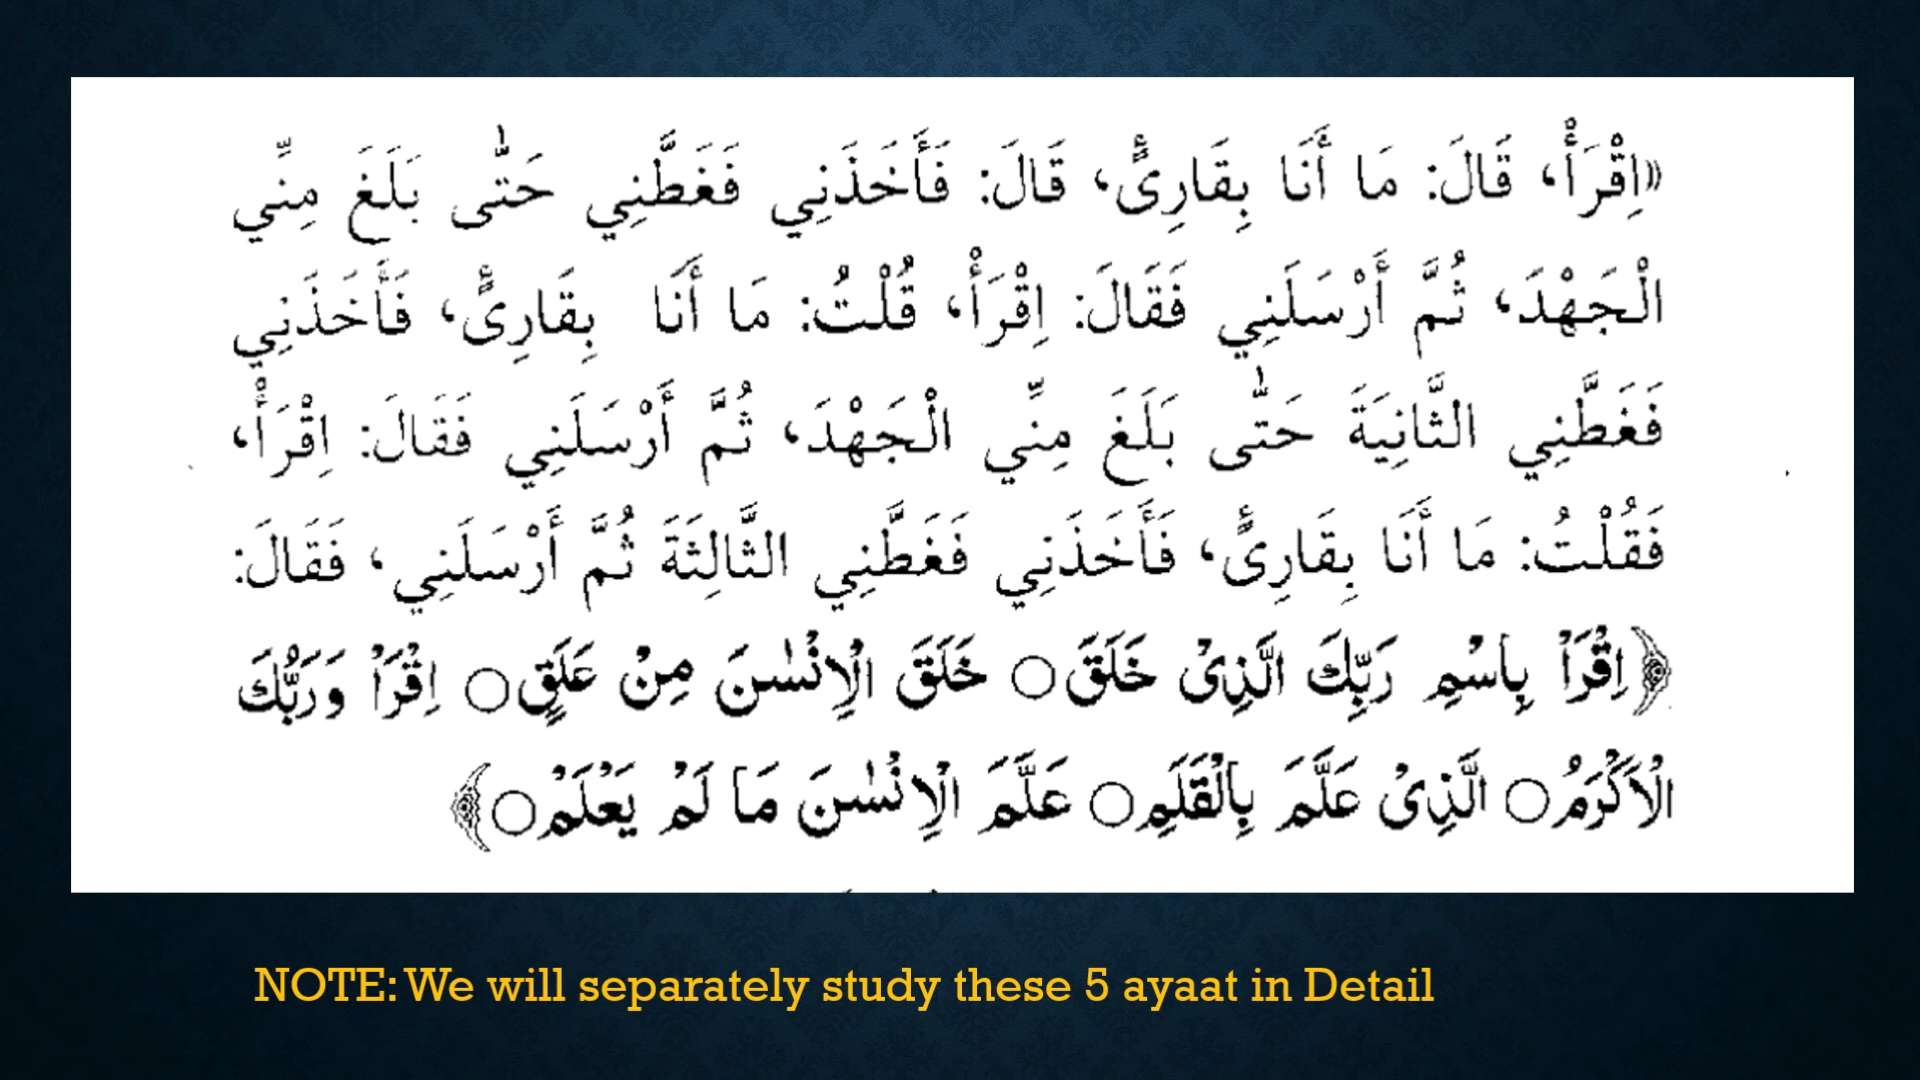 «اِقْرَأْ، قَالَ: مَا أَنَا بِقَارِئٍ، قَالَ: فَأَخَذَنِي فَغَطَّنِي حَتّٰى بَلَغَ مِنِّي
الْجَهْدَ، ثُمَّ أَرْسَلَنِي فَقَالَ: اِقْرَأْ، قُلْتُ: مَا أَنَا بِقَارِئٍ، فَأَخَذَنِي
فَغَطَّنِي الثَّانِيَةَ حَتّٰى بَلَغَ مِنِّي الْجَهْدَ، ثُمَّ أَرْسَلَنِي فَقَالَ: اِقْرَأْ،
فَقُلْتُ: مَا أَنَا بِقَارِئٍ، فَأَخَذَنِي فَغَطَّنِي الثَّالِثَةَ ثُمَّ أَرْسَلَنِي، فَقَالَ:
﴿اِقْرَاْ بِاسْمِ رَبِّكَ الَّذِىْ خَلَقَ○ خَلَقَ الْاِنْسٰنَ مِنْ عَلَقٍ○ اِقْرَاْ وَرَبُّكَ
الْاَكْرَمُ○ الَّذِىْ عَلَّمَ بِالْقَلَمِ○ عَلَّمَ الْاِنْسٰنَ مَا لَمْ يَعْلَمْ○﴾
NOTE: We will separately study these 5 ayaat in Detail